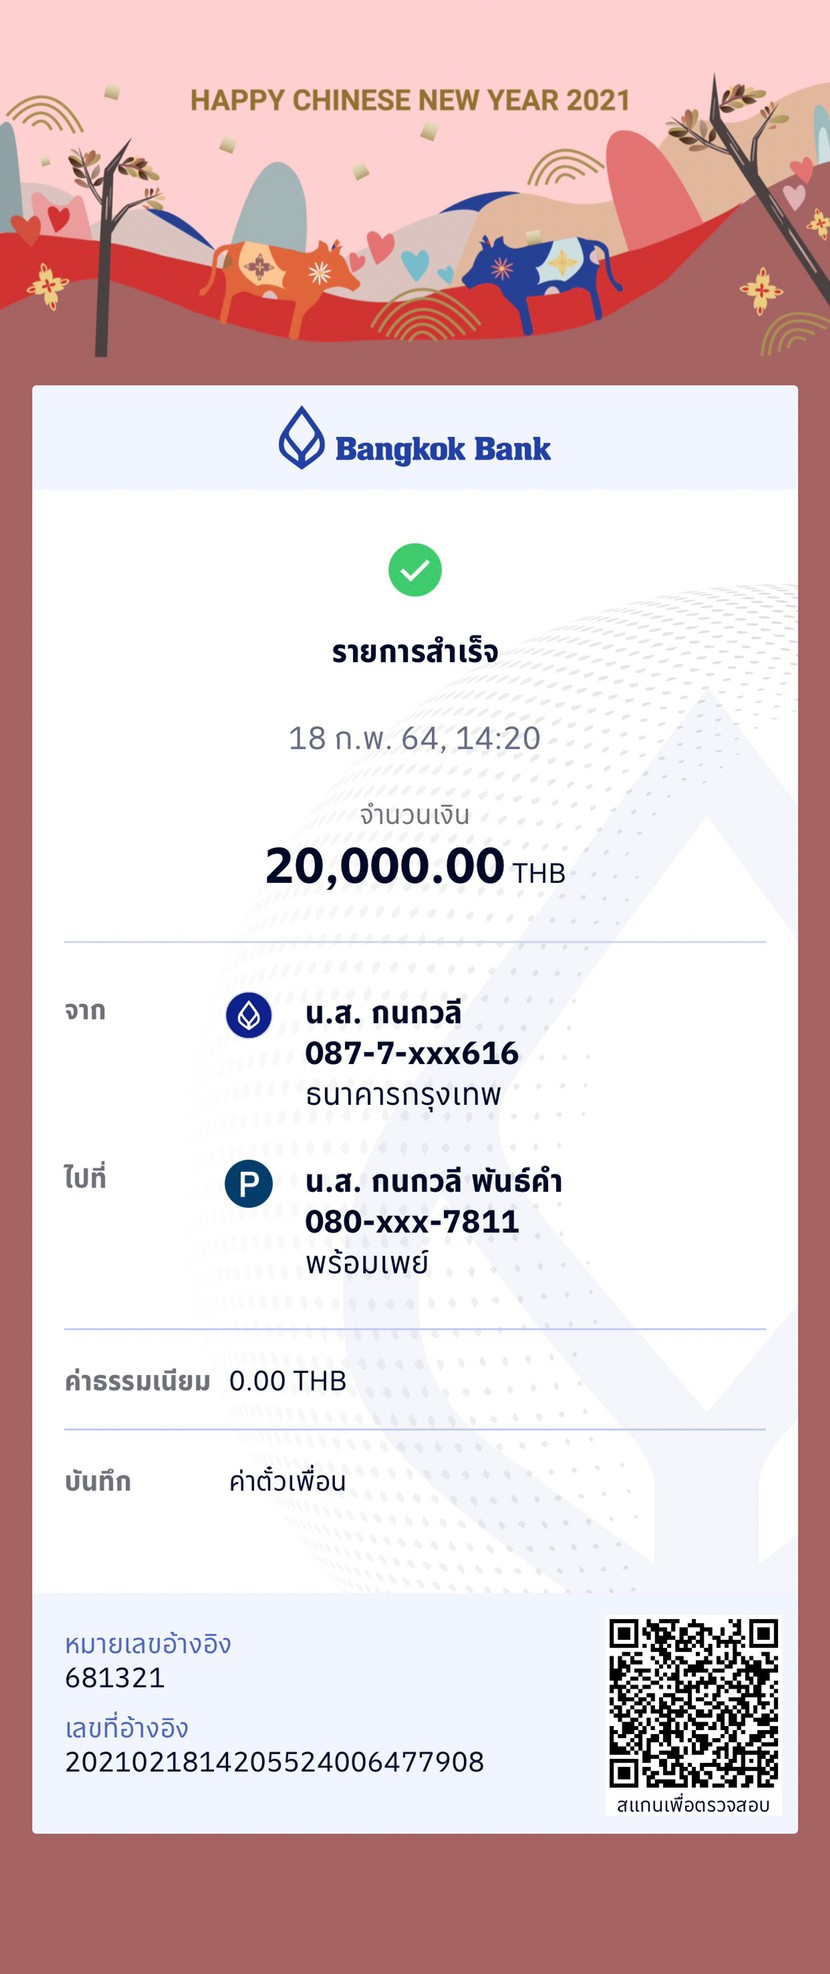 HAPPY CHINESE NEW YEAR 2021
Bangkok Bank
รายการสำเร็จ
18 ก.พ. 64, 14:20
จำนวนเงิน
20,000.00 THB
จาก
น.ส. กนกวลี
087-7-xxx616
ธนาคารกรุงเทพ
ไปที่
P
น.ส. กนกวลี พันธ์คำ
080-xxx-7811
พร้อมเพย์
ค่าธรรมเนียม 0.00 THB
บันทึก ค่าตั๋วเพื่อน
หมายเลขอ้างอิง
681321
เลขที่อ้างอิง
2021021814205524006477908
สแกนเพื่อตรวจสอบ